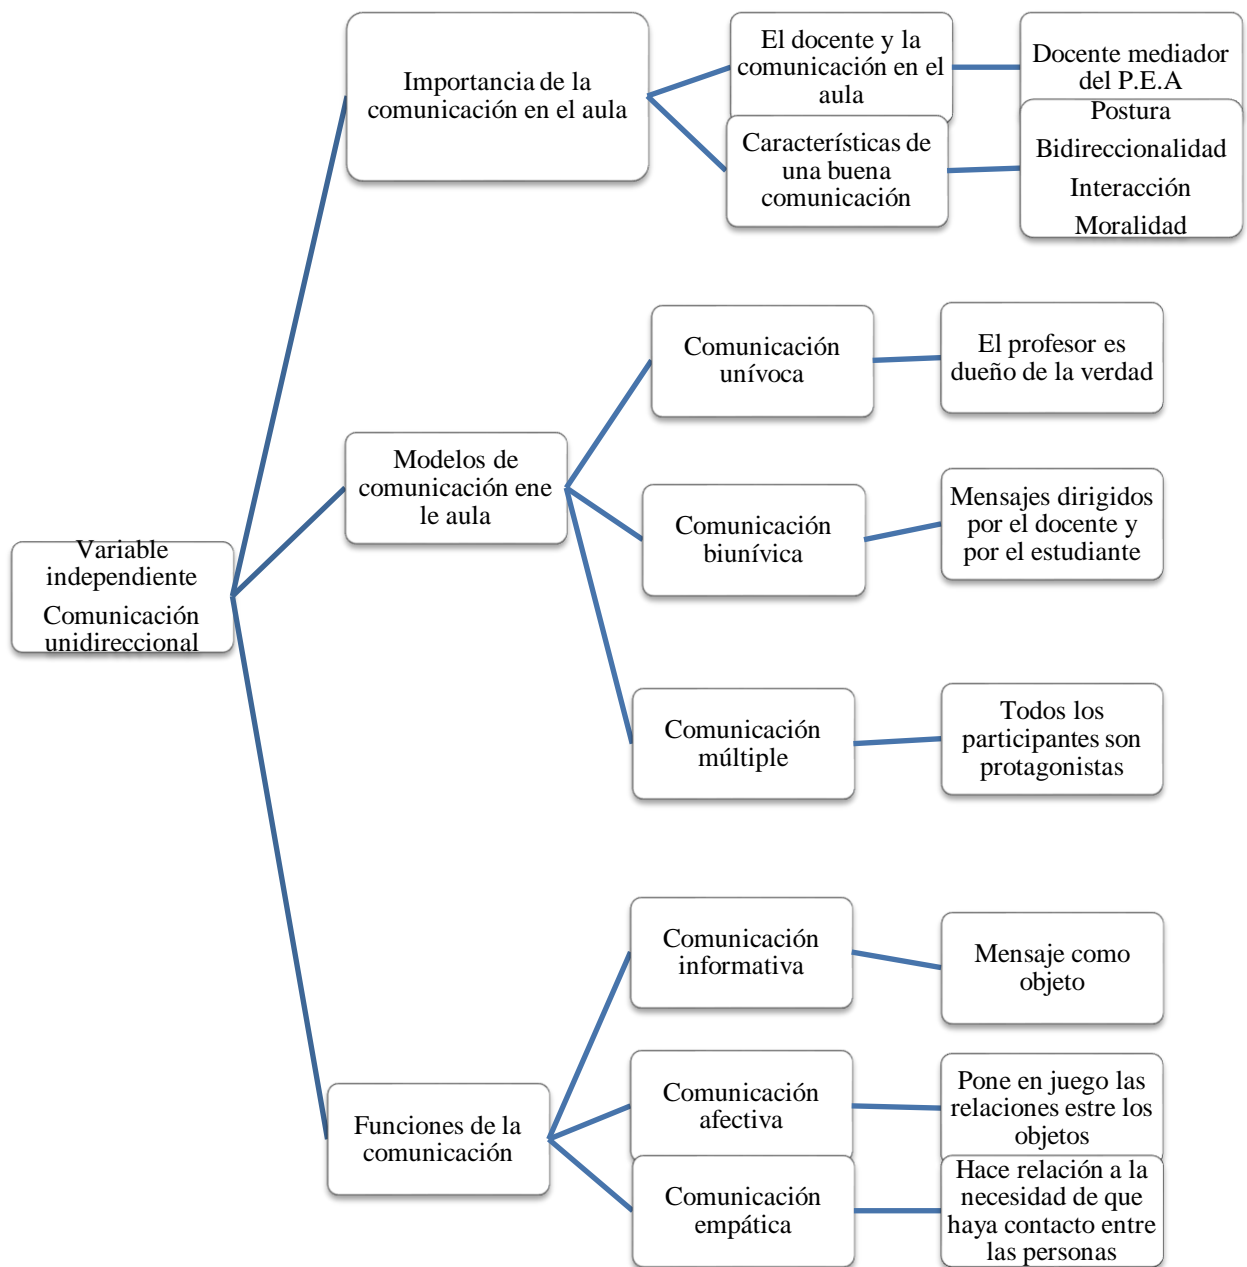 Importancia de la
comunicación en el aula
El docente y la
comunicación en el
aula
Docente mediador
del P.E.A
Características de
una buena
comunicación
Postura
Bidireccionalidad
Interacción
Moralidad
Variable
independiente
Comunicación
unidireccional
Modelos de
comunicación ene
le aula
Comunicación
unívoca
El profesor es
dueño de la verdad
Comunicación
biunívica
Mensajes dirigidos
por el docente y
por el estudiante
Comunicación
múltiple
Todos los
participantes son
protagonistas
Funciones de la
comunicación
Comunicación
informativa
Mensaje como
objeto
Comunicación
afectiva
Pone en juego las
relaciones estre los
objetos
Comunicación
empática
Hace relación a la
necesidad de que
haya contacto entre
las personas